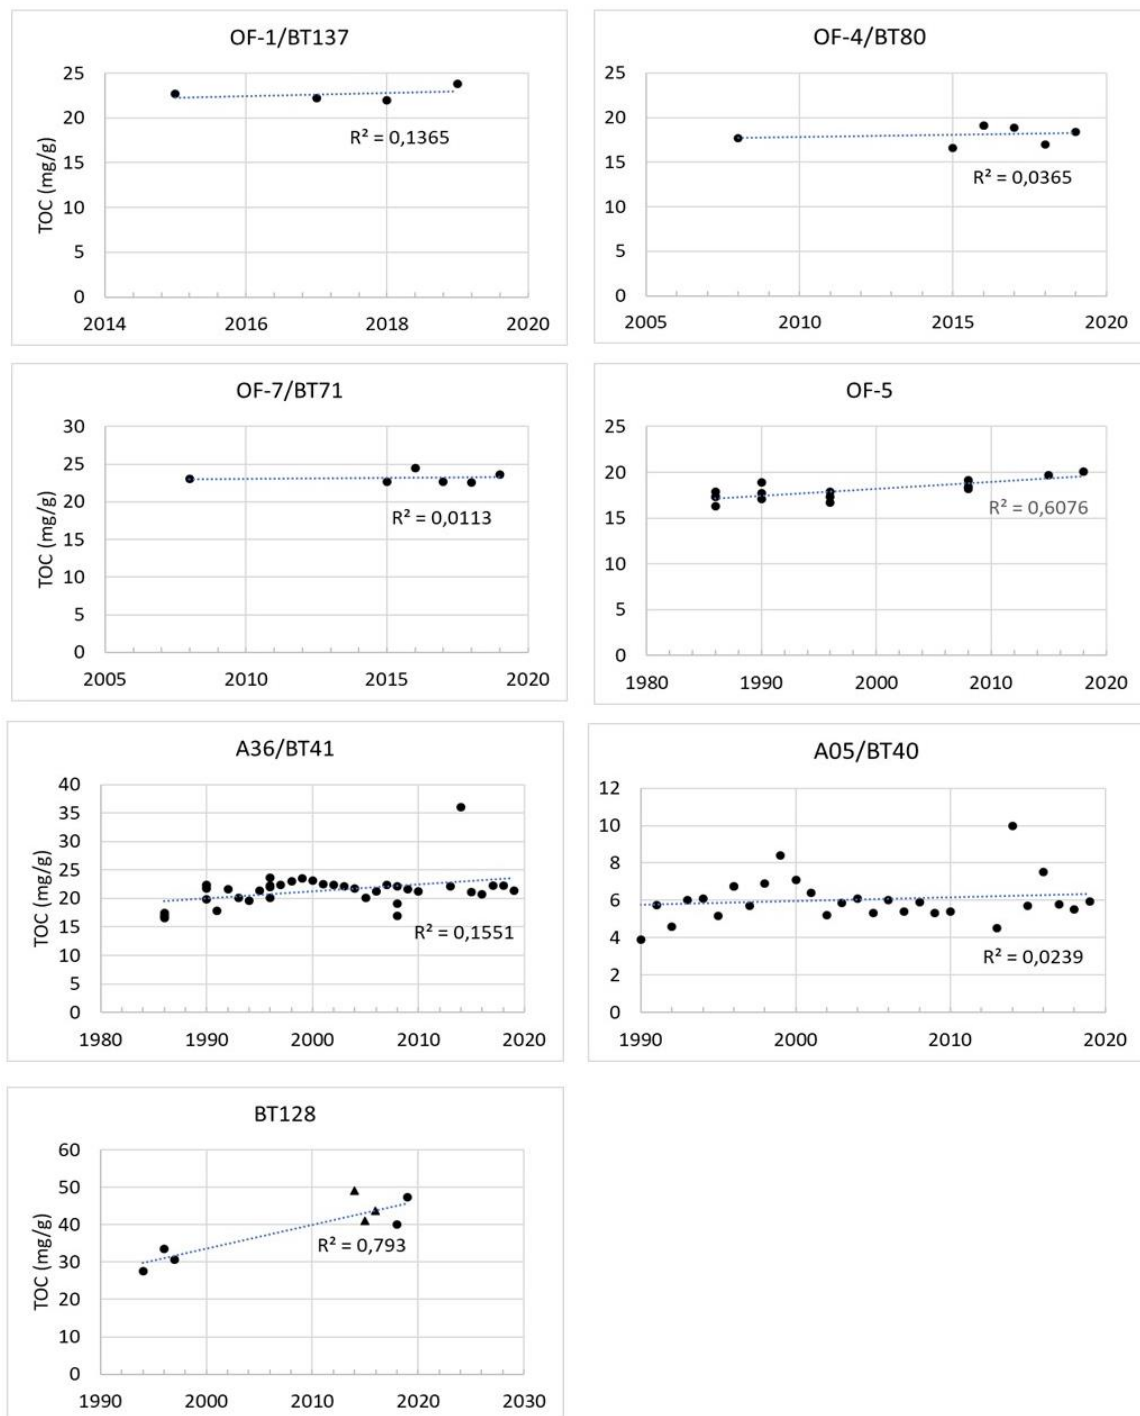 OF-1/BT137
TOC (mg/g)
25
20
15
10
5
0
R² = 0,1365
2014 2016 2018 2020
OF-4/BT80
25
20
15
10
5
0
R² = 0,0365
2005 2010 2015 2020
OF-7/BT71
TOC (mg/g)
30
25
20
15
10
5
0
R² = 0,0113
2005 2010 2015 2020
OF-5
25
20
15
10
5
0
R² = 0,6076
1980 1990 2000 2010 2020
A36/BT41
TOC (mg/g)
40
35
30
25
20
15
10
5
0
R² = 0,1551
1980 1990 2000 2010 2020
A05/BT40
12
10
8
6
4
2
0
R² = 0,0239
1990 2000 2010 2020
BT128
TOC (mg/g)
60
50
40
30
20
10
0
R² = 0,793
1990 2000 2010 2020 2030